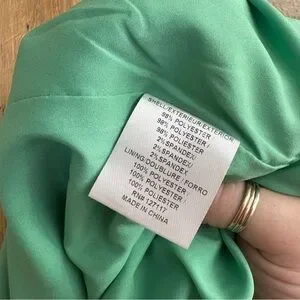 SHELL/EXTERIEUR/EXTERIOR
98% POLYESTER /
98% POLYESTER /
98% POLIESTER
2%SPANDEX/
2%SPANDEX/
2%SPANDEX
LINING/DOUBLURE / FORRO
100% POLYESTER /
100% POLYESTER /
100% POLIESTER
RN# 127117
MADE IN CHINA